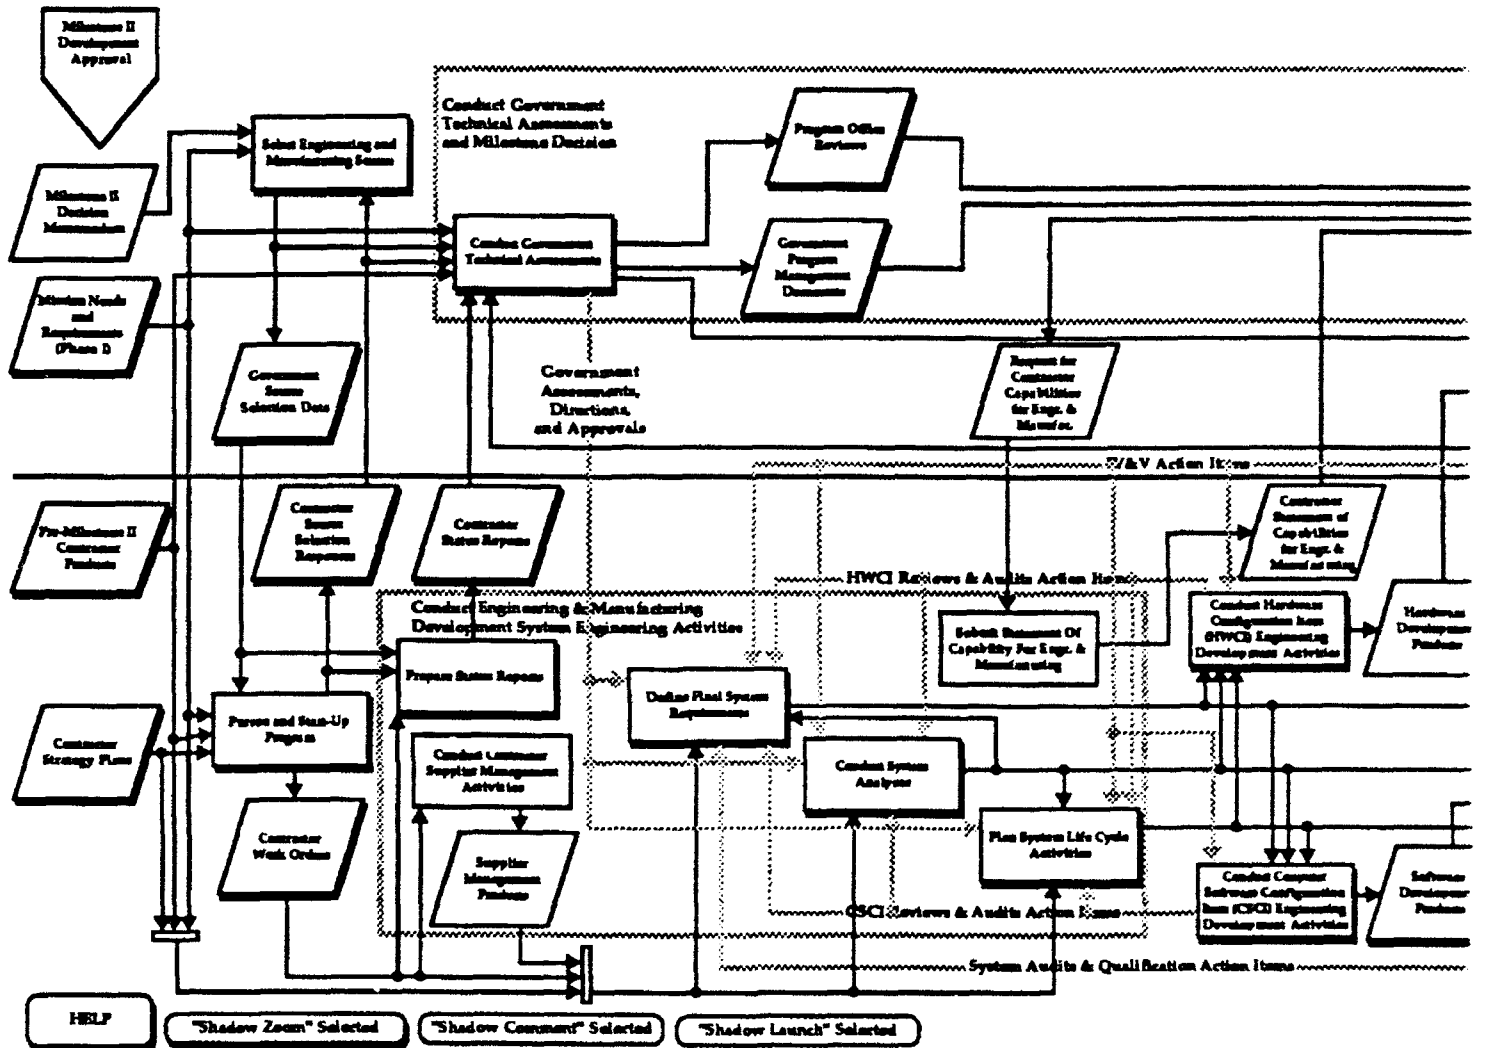 Milestone II
Development
Approval
Conduct Government
Technical Assessments
and Milestone Decision
Program Office
Reviews
Select Engineering and
Manufacturing Source
Milestone II
Decision
Memorandum
Conduct Government
Technical Assessments
Government
Program
Management
Documents
Mission Needs
and
Requirements
(Phase I)
Government
Source
Selection Data
Government
Assessments,
Directions,
and Approvals
Request for
Contractor
Capabilities
for Engr. &
Manufac.
V&V Action Items
Pre-Milestone II
Contractor
Products
Contractor
Source
Selection
Responses
Contractor
Status Reports
Contractor
Statement of
Capabilities
for Engr. &
Manufacturing
HWCI Reviews & Audits Action Items
Conduct Engineering & Manufacturing
Development System Engineering Activities
Submit Statement Of
Capability For Engr. &
Manufacturing
Conduct Hardware
Configuration Item
(HWCI) Engineering
Development Activities
Hardware
Development
Products
Prepare Status Reports
Define Final System
Requirements
Contractor
Strategy Plans
Pursue and Start-Up
Program
Conduct Contractor
Supplier Management
Activities
Conduct System
Analyses
Contractor
Work Orders
Supplier
Management
Products
Plan System Life Cycle
Activities
Conduct Computer
Software Configuration
Item (CSCI) Engineering
Development Activities
Software
Development
Products
CSCI Reviews & Audits Action Items
System Audits & Qualification Action Items
HELP
"Shadow Zoom" Selected
"Shadow Comment" Selected
"Shadow Launch" Selected